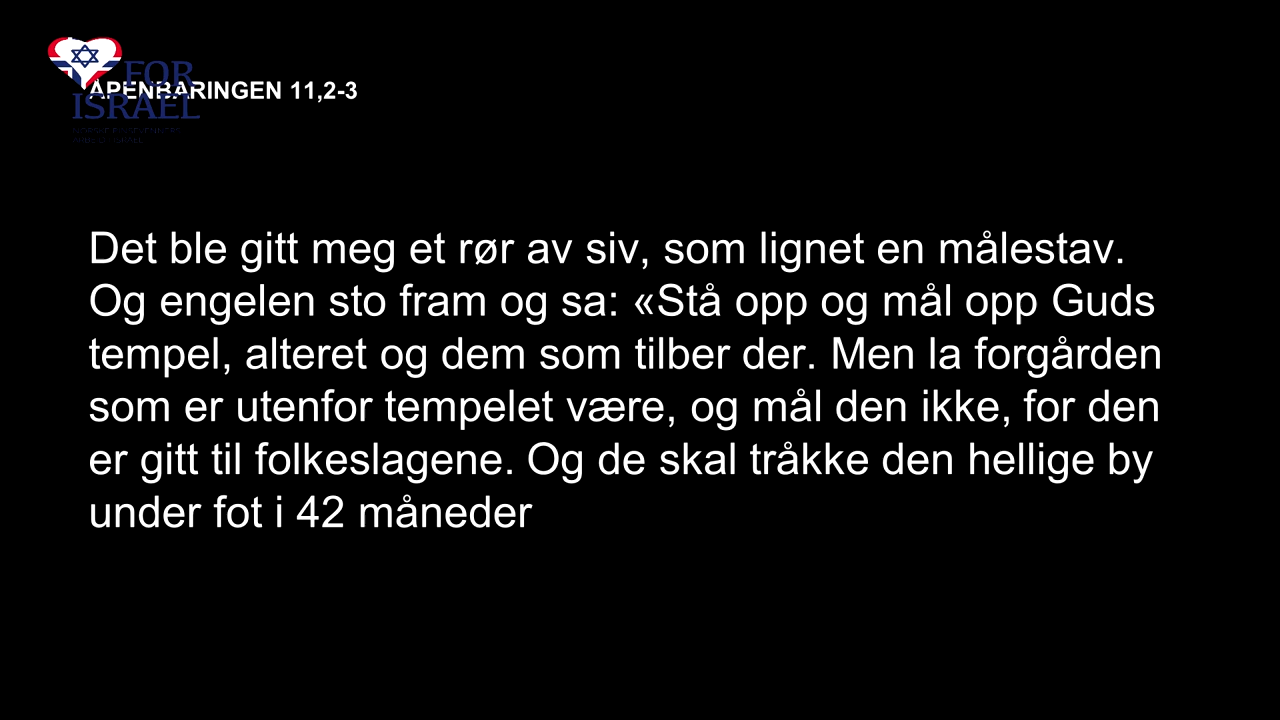 FOR
ISRAEL
ÅPENBARINGEN 11,2-3
Det ble gitt meg et rør av siv, som lignet en målestav.
Og engelen sto fram og sa: «Stå opp og mål opp Guds
tempel, alteret og dem som tilber der. Men la forgården
som er utenfor tempelet være, og mål den ikke, for den
er gitt til folkeslagene. Og de skal tråkke den hellige by
under fot i 42 måneder